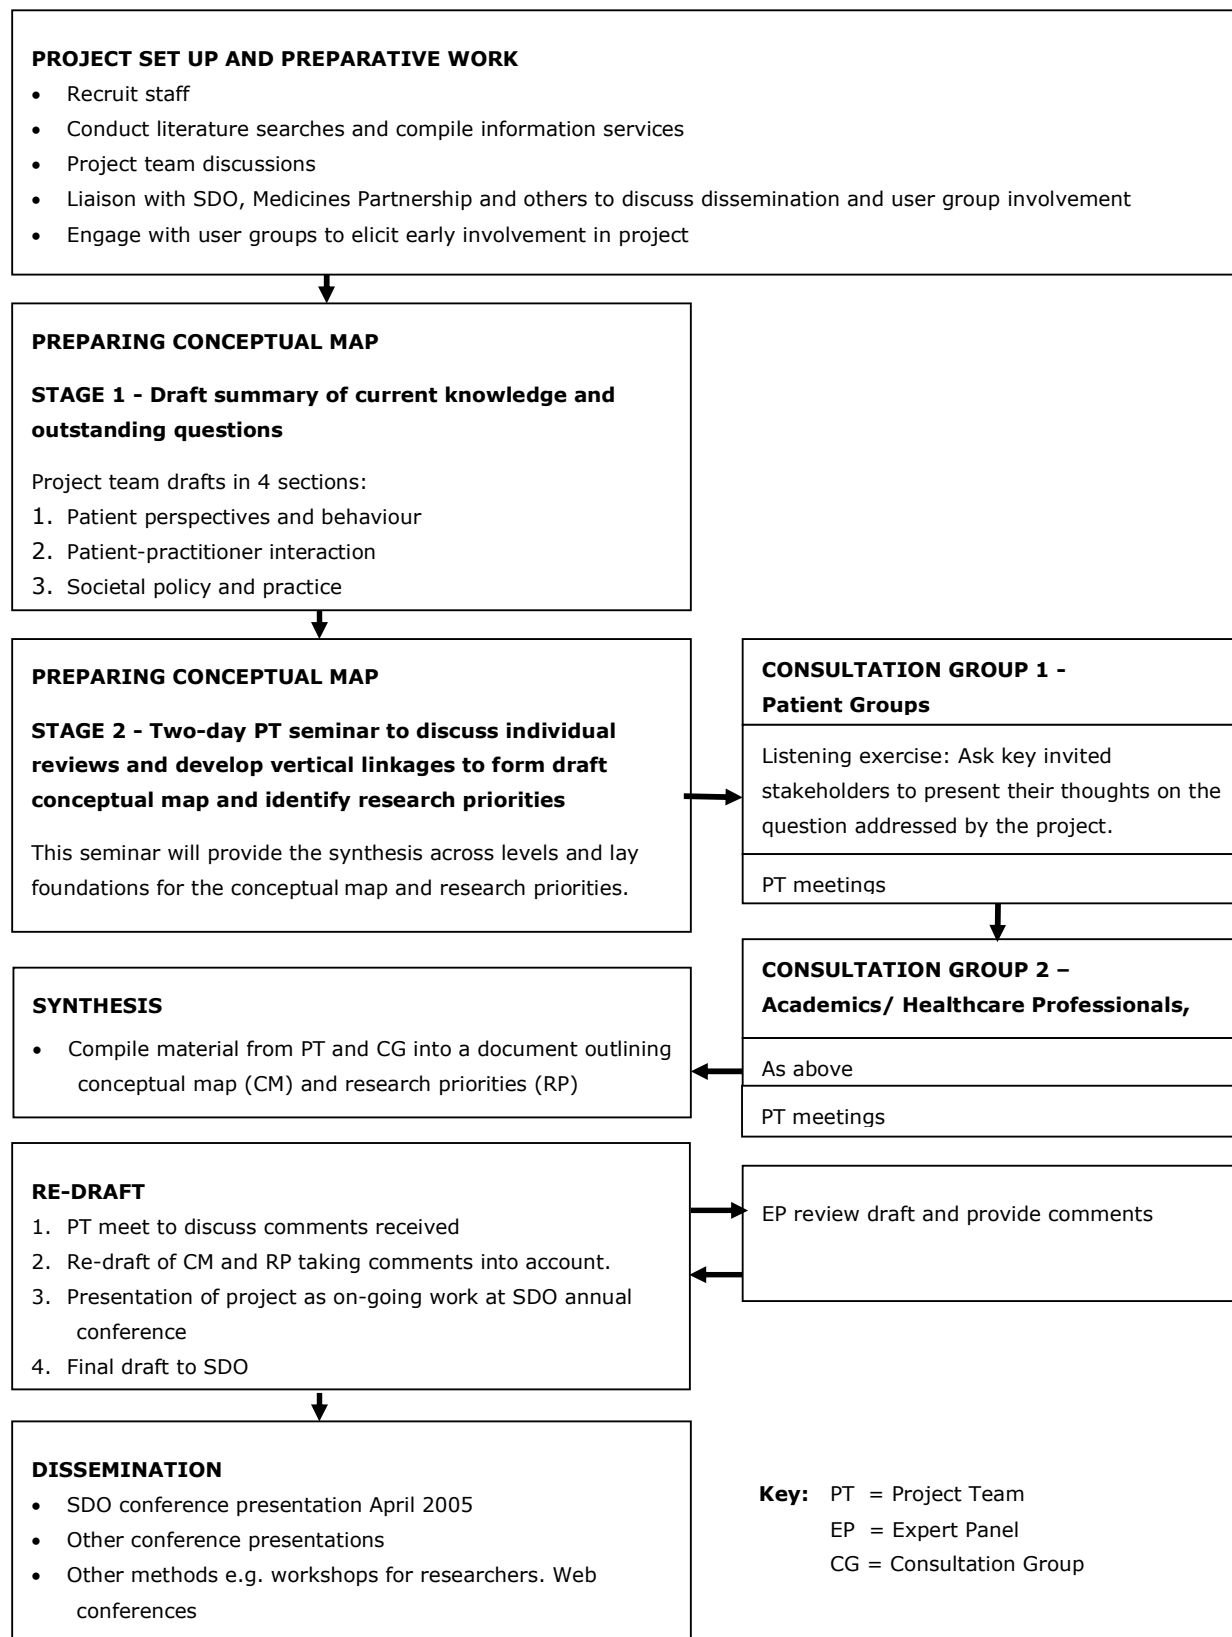 PROJECT SET UP AND PREPARATIVE WORK
• Recruit staff
• Conduct literature searches and compile information services
• Project team discussions
• Liaison with SDO, Medicines Partnership and others to discuss dissemination and user group involvement
• Engage with user groups to elicit early involvement in project
PREPARING CONCEPTUAL MAP
STAGE 1 - Draft summary of current knowledge and
outstanding questions
Project team drafts in 4 sections:
1. Patient perspectives and behaviour
2. Patient-practitioner interaction
3. Societal policy and practice
PREPARING CONCEPTUAL MAP
STAGE 2 - Two-day PT seminar to discuss individual
reviews and develop vertical linkages to form draft
conceptual map and identify research priorities
This seminar will provide the synthesis across levels and lay
foundations for the conceptual map and research priorities.
CONSULTATION GROUP 1 -
Patient Groups
Listening exercise: Ask key invited
stakeholders to present their thoughts on the
question addressed by the project.
PT meetings
CONSULTATION GROUP 2 –
Academics/ Healthcare Professionals,
As above
PT meetings
SYNTHESIS
• Compile material from PT and CG into a document outlining
conceptual map (CM) and research priorities (RP)
RE-DRAFT
1. PT meet to discuss comments received
2. Re-draft of CM and RP taking comments into account.
3. Presentation of project as on-going work at SDO annual
conference
4. Final draft to SDO
EP review draft and provide comments
DISSEMINATION
• SDO conference presentation April 2005
• Other conference presentations
• Other methods e.g. workshops for researchers. Web
conferences
Key: PT = Project Team
EP = Expert Panel
CG = Consultation Group